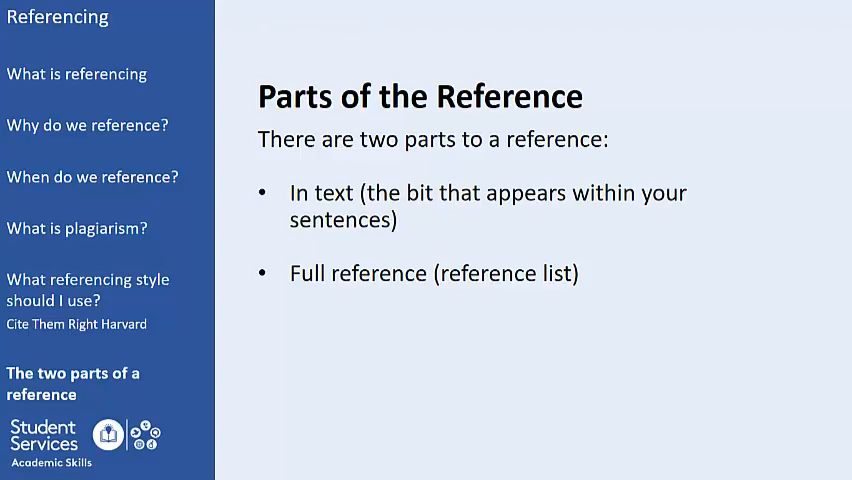 Referencing
What is referencing
Why do we reference?
When do we reference?
What is plagiarism?
What referencing style
should I use?
Cite Them Right Harvard
The two parts of a
reference
Student
Services
Academic Skills
Parts of the Reference
There are two parts to a reference:
• In text (the bit that appears within your
sentences)
• Full reference (reference list)